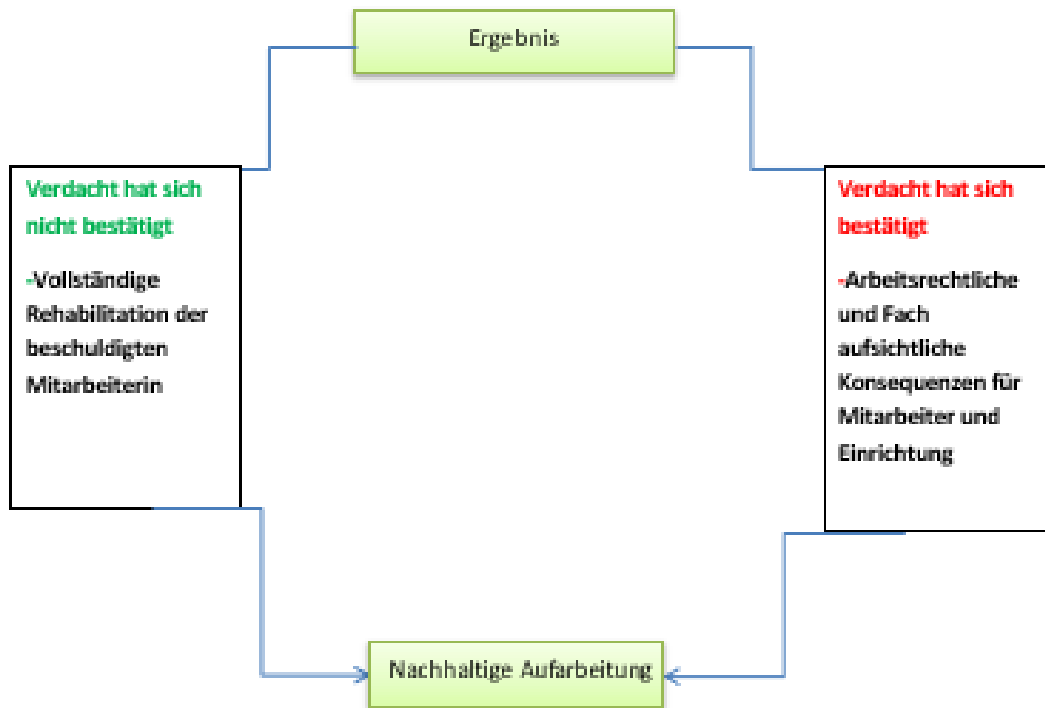 Ergebnis
Verdacht hat sich
nicht bestätigt
-Vollständige
Rehabilitation der
beschuldigten
Mitarbeiterin
Verdacht hat sich
bestätigt
-Arbeitsrechtliche
und Fach
aufsichtliche
Konsequenzen für
Mitarbeiter und
Einrichtung
Nachhaltige Aufarbeitung